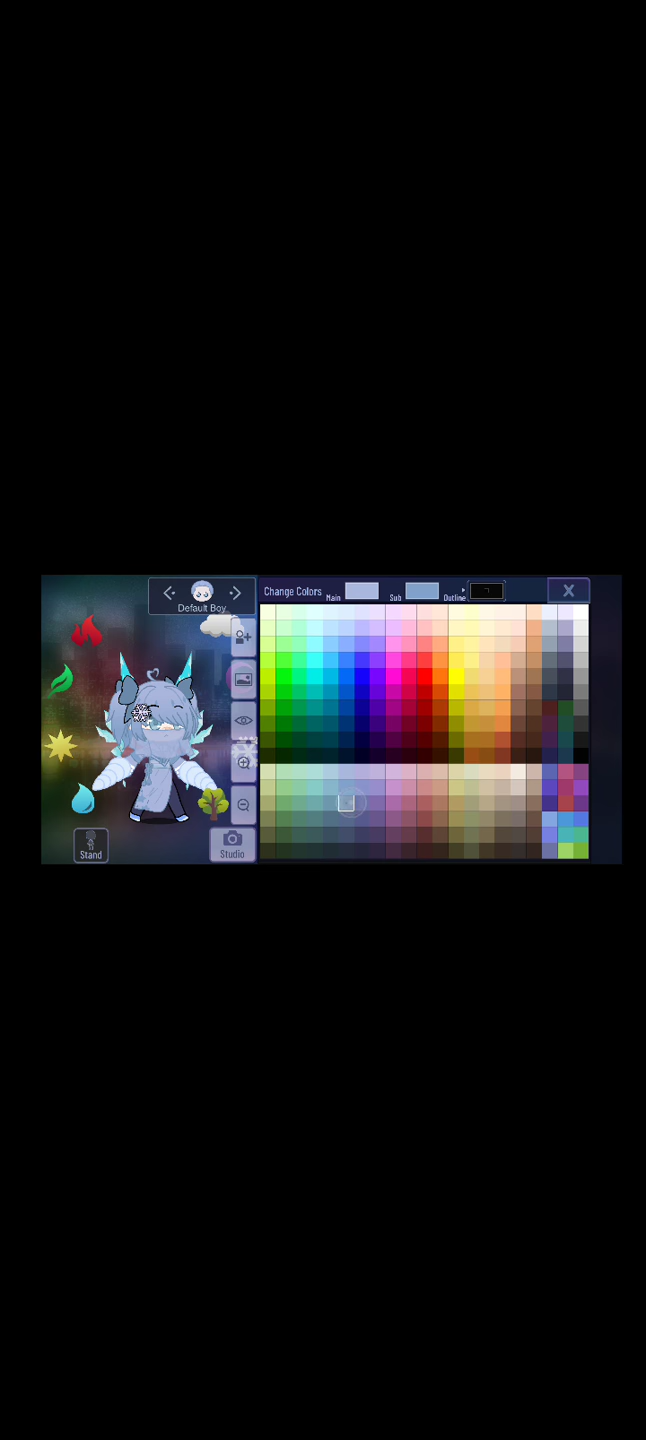 Default Boy
Change Colors
Main
Sub
Outline
X
Stand
Studio